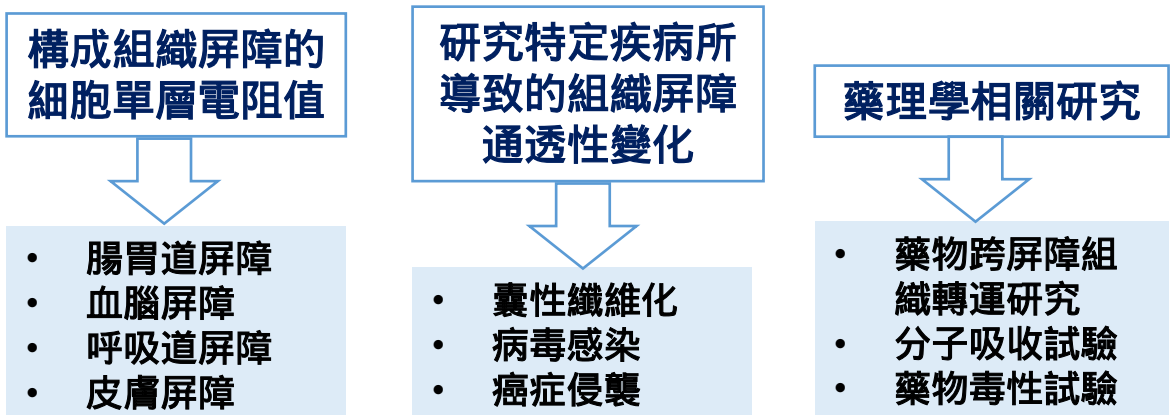 構成組織屏障的
細胞單層電阻值
• 腸胃道屏障
• 血腦屏障
• 呼吸道屏障
• 皮膚屏障
研究特定疾病所
導致的組織屏障
通透性變化
• 囊性纖維化
• 病毒感染
• 癌症侵襲
藥理學相關研究
• 藥物跨屏障組
織轉運研究
• 分子吸收試驗
• 藥物毒性試驗